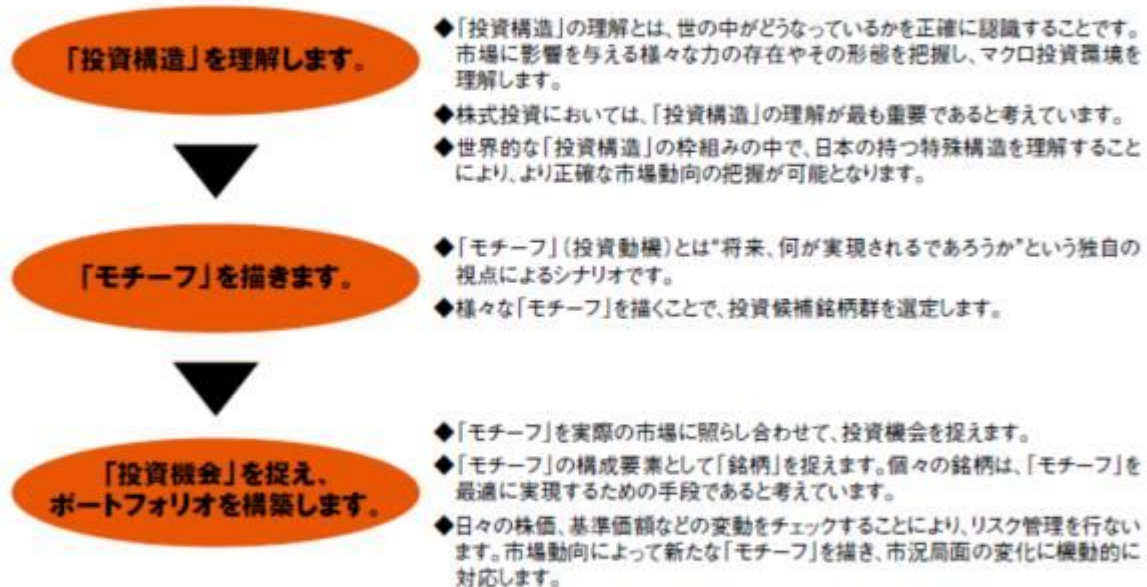 「投資構造」を理解します。
◆「投資構造」の理解とは、世の中がどうなっているかを正確に認識することです。
市場に影響を与える様々な力の存在やその形態を把握し、マクロ投資環境を
理解します。
◆株式投資においては、「投資構造」の理解が最も重要であると考えています。
◆世界的な「投資構造」の枠組みの中で、日本の持つ特殊構造を理解すること
により、より正確な市場動向の把握が可能となります。
「モチーフ」を描きます。
◆「モチーフ」(投資動機)とは"将来、何が実現されるであろうか"という独自の
視点によるシナリオです。
◆様々な「モチーフ」を描くことで、投資候補銘柄群を選定します。
「投資機会」を捉え、
ポートフォリオを構築します。
◆「モチーフ」を実際の市場に照らし合わせて、投資機会を捉えます。
◆「モチーフ」の構成要素として「銘柄」を捉えます。個々の銘柄は、「モチーフ」を
最適に実現するための手段であると考えています。
◆日々の株価、基準価額などの変動をチェックすることにより、リスク管理を行ない
ます。市場動向によって新たな「モチーフ」を描き、市況局面の変化に機動的に
対応します。